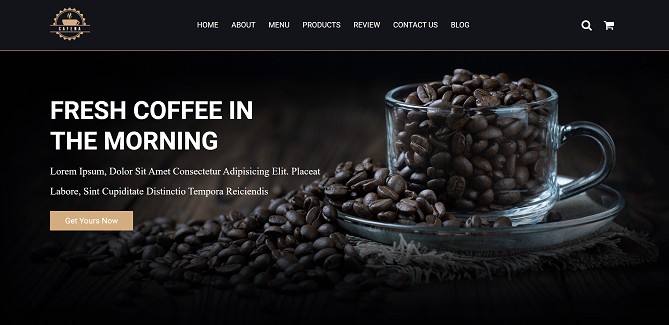 CAFENA
HOME ABOUT MENU PRODUCTS REVIEW CONTACT US BLOG
FRESH COFFEE IN
THE MORNING
Lorem Ipsum, Dolor Sit Amet Consectetur Adipisicing Elit. Placeat
Labore, Sint Cupiditate Distinctio Tempora Reiciendis
Get Yours Now